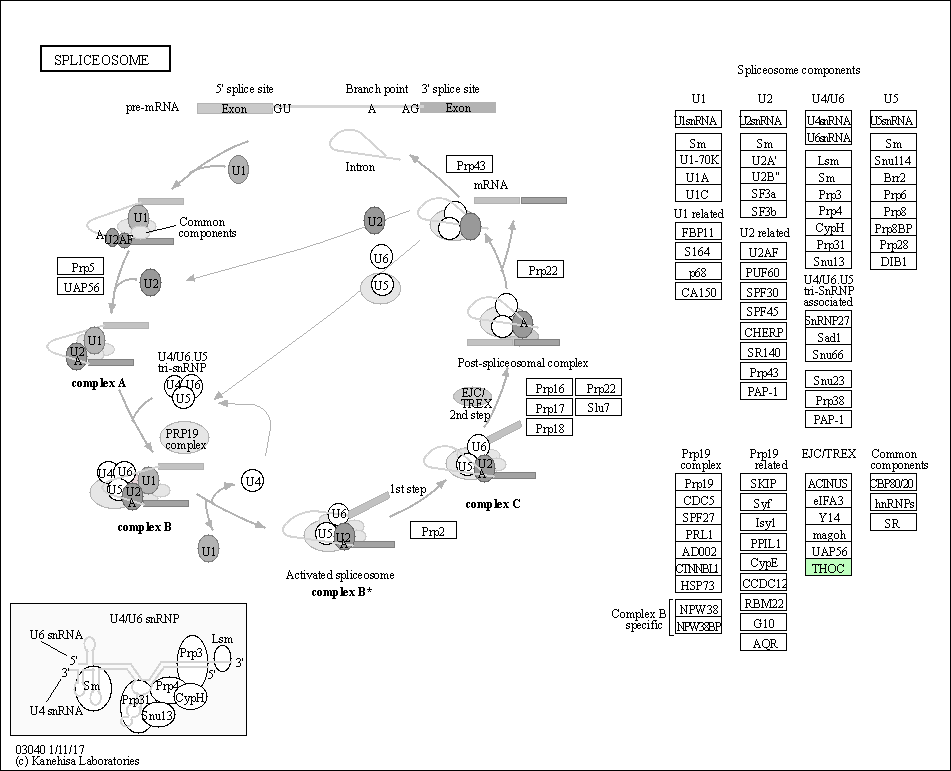 SPLICEOSOME
5' splice site
Branch point
3' splice site
pre-mRNA
Exon
GU
A
AG
Exon
U1
Intron
Prp43
mRNA
U1
A
U2AF
Common
components
Prp5
UAP56
U2
U2
U6
U5
Prp22
A
Post-spliceosomal complex
U1
U2
A
complex A
U4/U6.U5
tri-snRNP
U4
U6
U5
PRP19
complex
EJC/
TREX
2nd step
Prp16
Prp22
Prp17
Slu7
Prp18
U4
U6
U5
U2
U1
A
complex B
U4
U1
1st step
U6
U5
U2
A
Prp2
Activated spliceosome
complex B*
U6
U5
U2
A
complex C
Spliceosome components
U1
U1snRNA
Sm
U1-70K
U1A
U1C
U1 related
FBP11
S164
p68
CA150
U2
U2snRNA
Sm
U2A'
U2B"
SF3a
SF3b
U2 related
U2AF
PUF60
SPF30
SPF45
CHERP
SR140
Prp43
PAP-1
U4/U6
U4snRNA
U6snRNA
Lsm
Sm
Prp3
Prp4
CypH
Prp31
Snu13
U4/U6.U5
tri-SnRNP
associated
SnRNP27
Sad1
Snu66
Snu23
Prp38
PAP-1
U5
U5snRNA
Sm
Snu114
Brr2
Prp6
Prp8
Prp8BP
Prp28
DIB1
Prp19
complex
Prp19
CDC5
SPF27
PRL1
AD002
CTNNBL1
HSP73
Complex B
specific
NPW38
NPW38BP
Prp19
related
SKIP
Syf
Isy1
PPIL1
CypE
CCDC12
RBM22
G10
AQR
EJC/TREX
ACINUS
eIFA3
Y14
magoh
UAP56
THOC
Common
components
CBP80/20
hnRNPs
SR
U4/U6 snRNP
U6 snRNA
5'
3'
U4 snRNA
Sm
Prp31
Snu13
Prp4
CypH
Prp3
Lsm
3'
5'
03040 1/11/17
(c) Kanehisa Laboratories